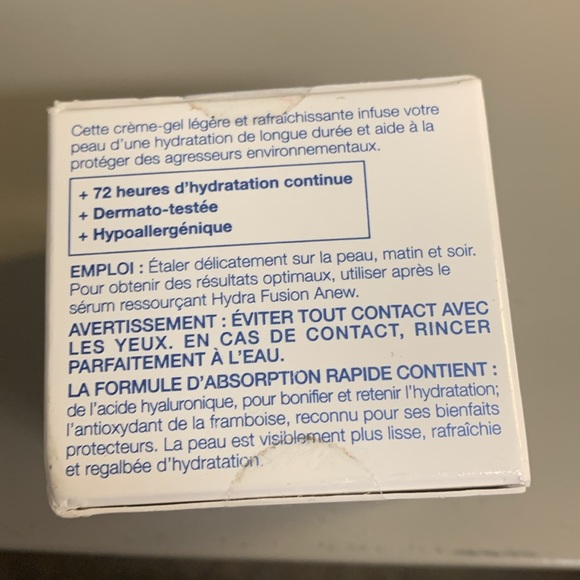 Cette crème-gel légère et rafraîchissante infuse votre
peau d'une hydratation de longue durée et aide à la
protéger des agresseurs environnementaux.
+ 72 heures d'hydratation continue
+ Dermato-testée
+ Hypoallergénique
EMPLOI : Étaler délicatement sur la peau, matin et soir.
Pour obtenir des résultats optimaux, utiliser après le
sérum ressourçant Hydra Fusion Anew.
AVERTISSEMENT : ÉVITER TOUT CONTACT AVEC
LES YEUX. EN CAS DE CONTACT, RINCER
PARFAITEMENT À L'EAU.
LA FORMULE D'ABSORPTION RAPIDE CONTIENT :
de l'acide hyaluronique, pour bonifier et retenir l'hydratation;
l'antioxydant de la framboise, reconnu pour ses bienfaits
protecteurs. La peau est visiblement plus lisse, rafraîchie
et regalbée d'hydratation.